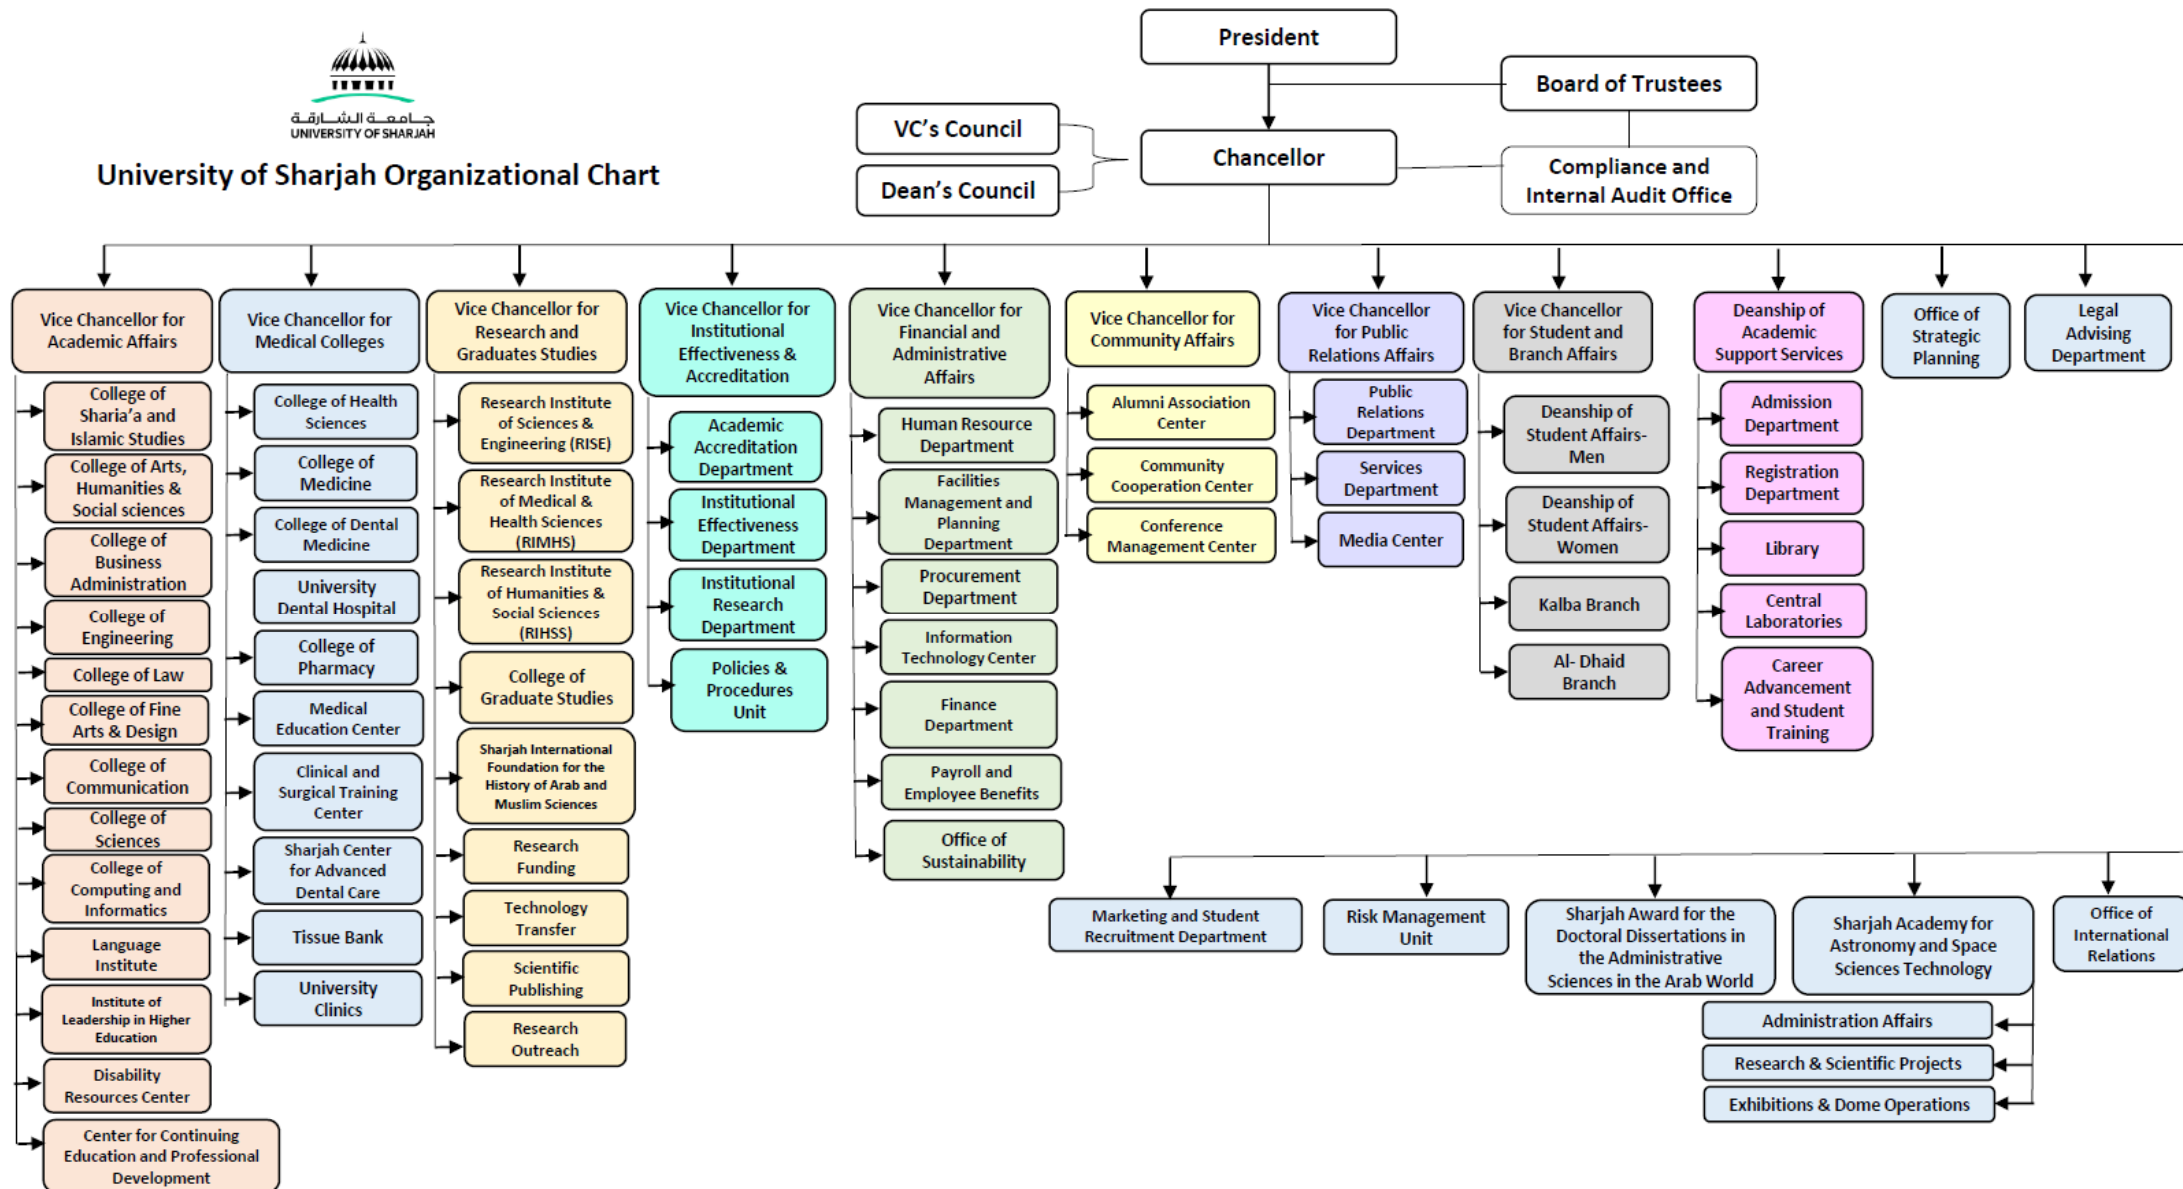 جـامـعـة الـشـارقـة
UNIVERSITY OF SHARJAH
University of Sharjah Organizational Chart
President
Board of Trustees
VC's Council
Dean's Council
Chancellor
Compliance and
Internal Audit Office
Vice Chancellor for
Academic Affairs
College of
Sharia'a and
Islamic Studies
College of Arts,
Humanities &
Social sciences
College of
Business
Administration
College of
Engineering
College of Law
College of Fine
Arts & Design
College of
Communication
College of
Sciences
College of
Computing and
Informatics
Language
Institute
Institute of
Leadership in Higher
Education
Disability
Resources Center
Center for Continuing
Education and Professional
Development
Vice Chancellor for
Medical Colleges
College of Health
Sciences
College of
Medicine
College of Dental
Medicine
University
Dental Hospital
College of
Pharmacy
Medical
Education Center
Clinical and
Surgical Training
Center
Sharjah Center
for Advanced
Dental Care
Tissue Bank
University
Clinics
Vice Chancellor for
Research and
Graduates Studies
Research Institute
of Sciences &
Engineering (RISE)
Research Institute
of Medical &
Health Sciences
(RIMHS)
Research Institute
of Humanities &
Social Sciences
(RIHSS)
College of
Graduate Studies
Sharjah International
Foundation for the
History of Arab and
Muslim Sciences
Research
Funding
Technology
Transfer
Scientific
Publishing
Research
Outreach
Vice Chancellor for
Institutional
Effectiveness &
Accreditation
Academic
Accreditation
Department
Institutional
Effectiveness
Department
Institutional
Research
Department
Policies &
Procedures
Unit
Vice Chancellor for
Financial and
Administrative
Affairs
Human Resource
Department
Facilities
Management and
Planning
Department
Procurement
Department
Information
Technology Center
Finance
Department
Payroll and
Employee Benefits
Office of
Sustainability
Vice Chancellor for
Community Affairs
Alumni Association
Center
Community
Cooperation Center
Conference
Management Center
Vice Chancellor
for Public
Relations Affairs
Public
Relations
Department
Services
Department
Media Center
Vice Chancellor
for Student and
Branch Affairs
Deanship of
Student Affairs-
Men
Deanship of
Student Affairs-
Women
Kalba Branch
Al- Dhaid
Branch
Deanship of
Academic
Support Services
Admission
Department
Registration
Department
Library
Central
Laboratories
Career
Advancement
and Student
Training
Office of
Strategic
Planning
Legal
Advising
Department
Marketing and Student
Recruitment Department
Risk Management
Unit
Sharjah Award for the
Doctoral Dissertations in
the Administrative
Sciences in the Arab World
Sharjah Academy for
Astronomy and Space
Sciences Technology
Administration Affairs
Research & Scientific Projects
Exhibitions & Dome Operations
Office of
International
Relations